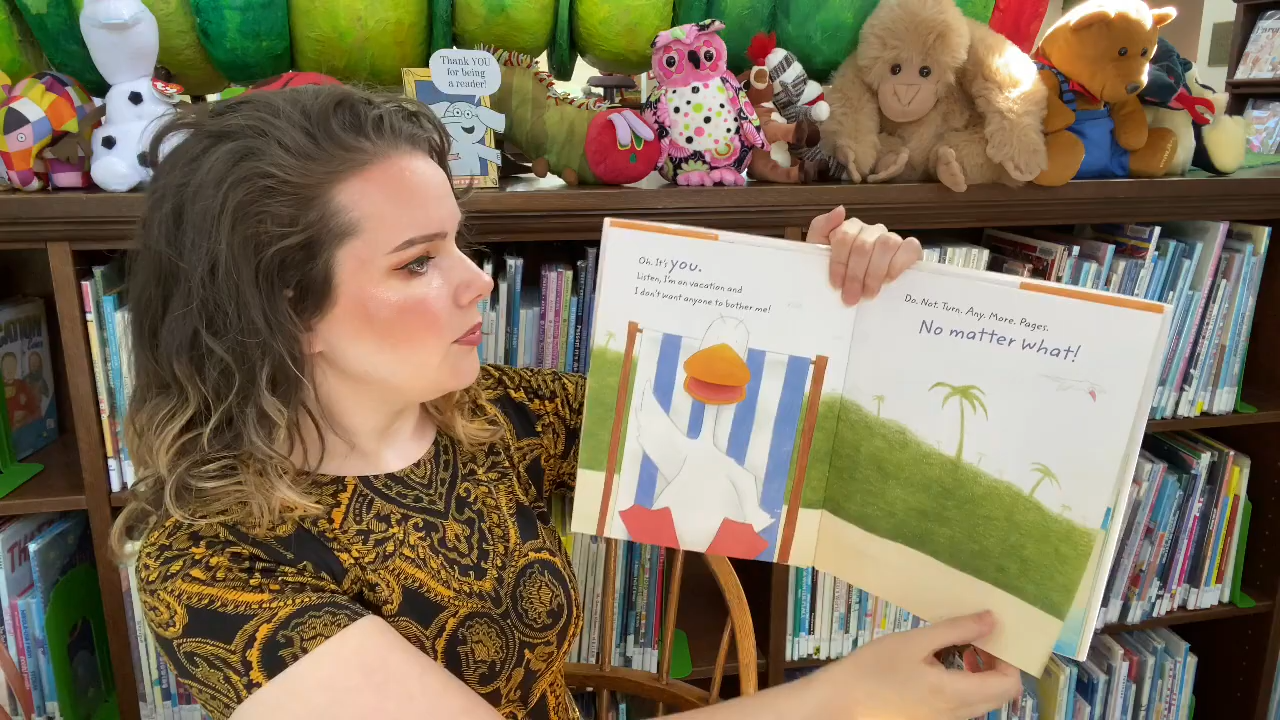 Thank YOU
for being
a reader!
Oh. It's you.
Listen, I'm on vacation and
I don't want anyone to bother me!
Do. Not. Turn. Any. More. Pages.
No matter what!